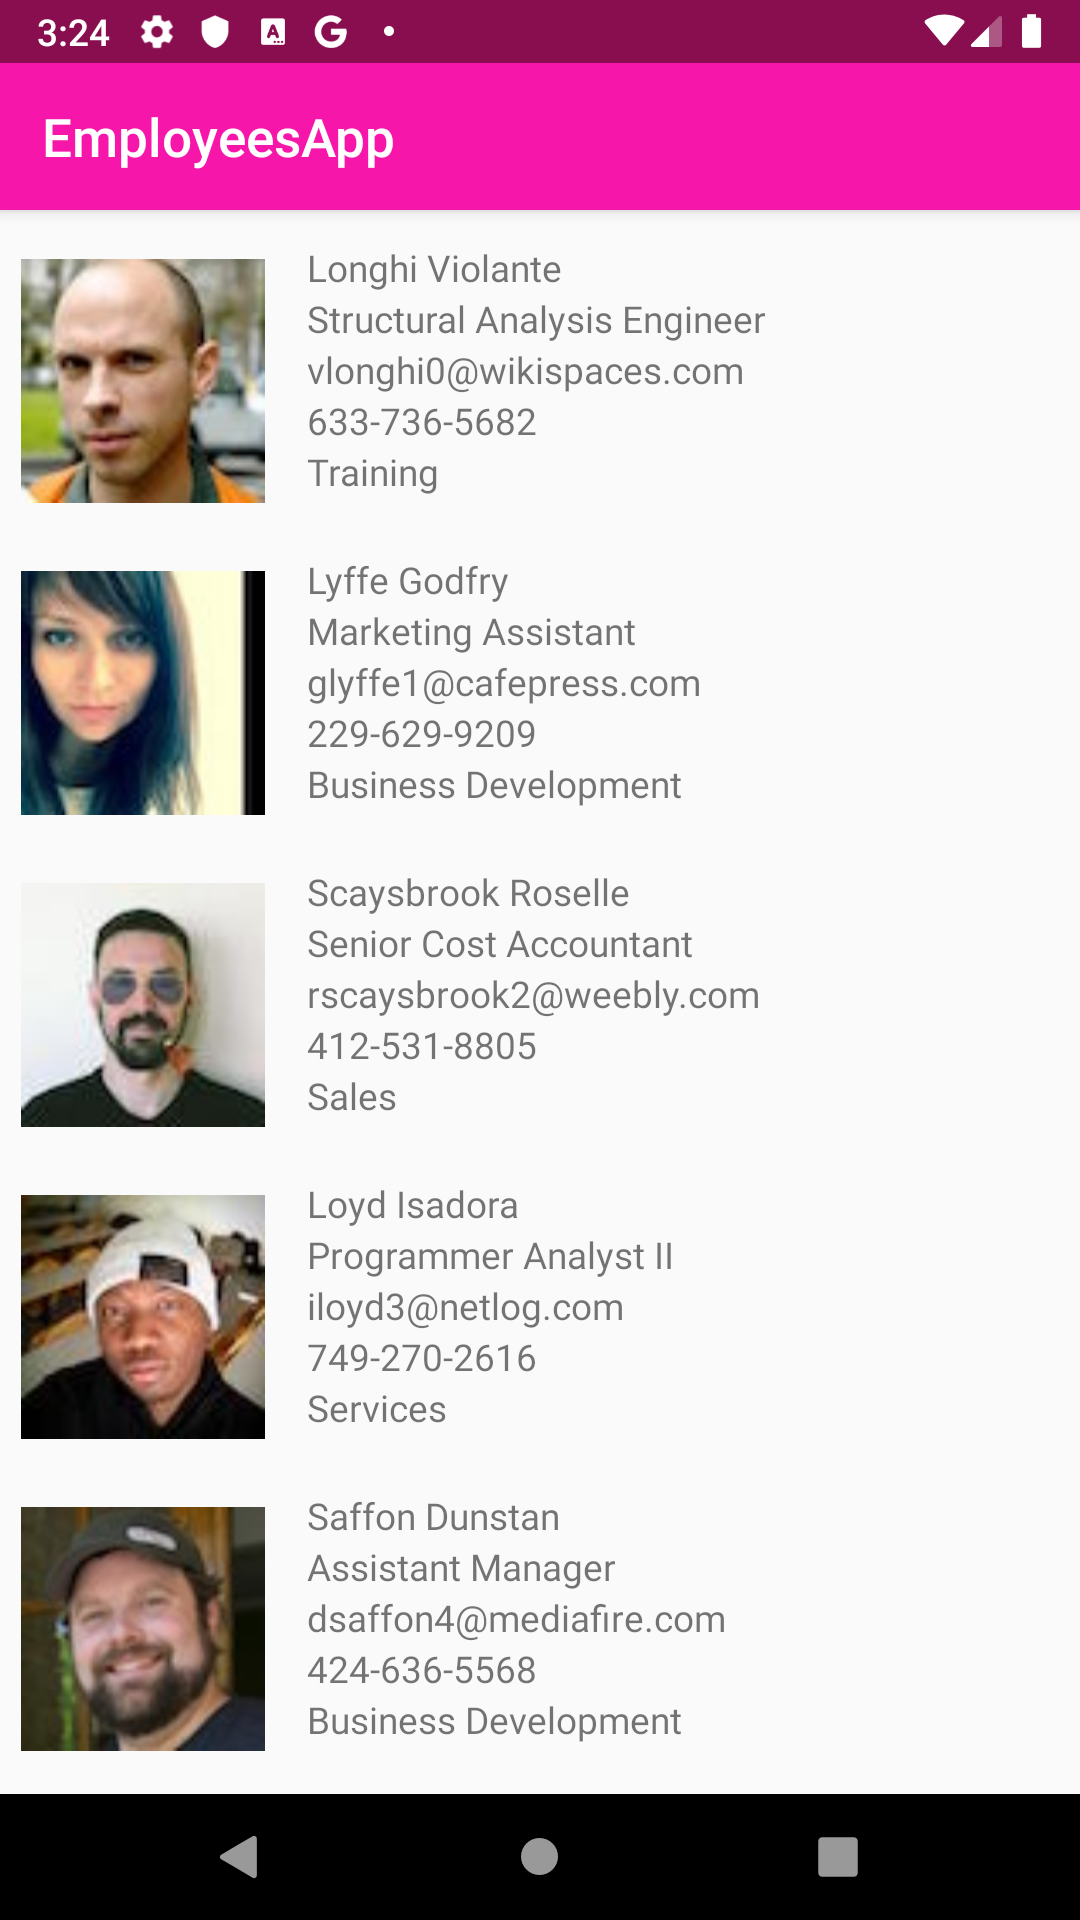 3:24
EmployeesApp
Longhi Violante
Structural Analysis Engineer
vlonghi0@wikispaces.com
633-736-5682
Training
Lyffe Godfry
Marketing Assistant
glyffe1@cafepress.com
229-629-9209
Business Development
Scaysbrook Roselle
Senior Cost Accountant
rscaysbrook2@weebly.com
412-531-8805
Sales
Loyd Isadora
Programmer Analyst II
iloyd3@netlog.com
749-270-2616
Services
Saffon Dunstan
Assistant Manager
dsaffon4@mediafire.com
424-636-5568
Business Development